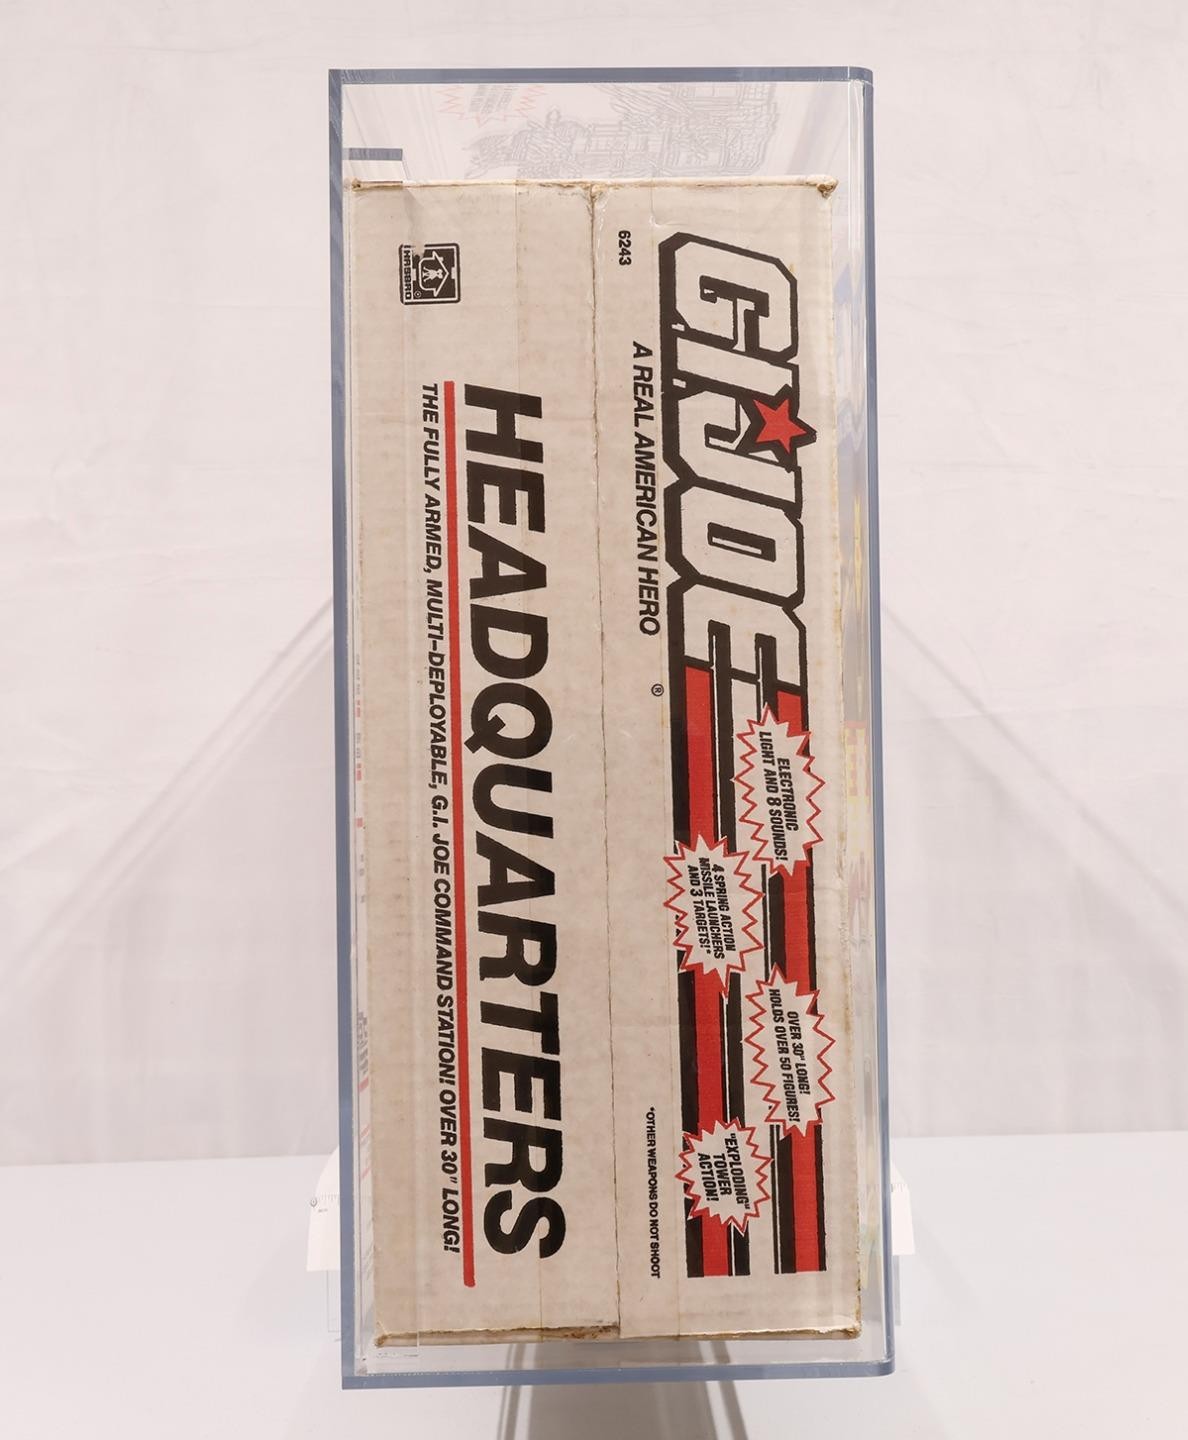 G.I. JOE
6243
A REAL AMERICAN HERO
®
ELECTRONIC
LIGHT AND 8 SOUNDS!
4 SPRING ACTION
MISSILE LAUNCHERS
AND 3 TARGETS!*
OVER 30" LONG!
HOLDS OVER 50 FIGURES!
"EXPLODING"
TOWER
ACTION!
*OTHER WEAPONS DO NOT SHOOT
HEADQUARTERS
THE FULLY ARMED, MULTI-DEPLOYABLE, G.I. JOE COMMAND STATION! OVER 30" LONG!
HASBRO
®